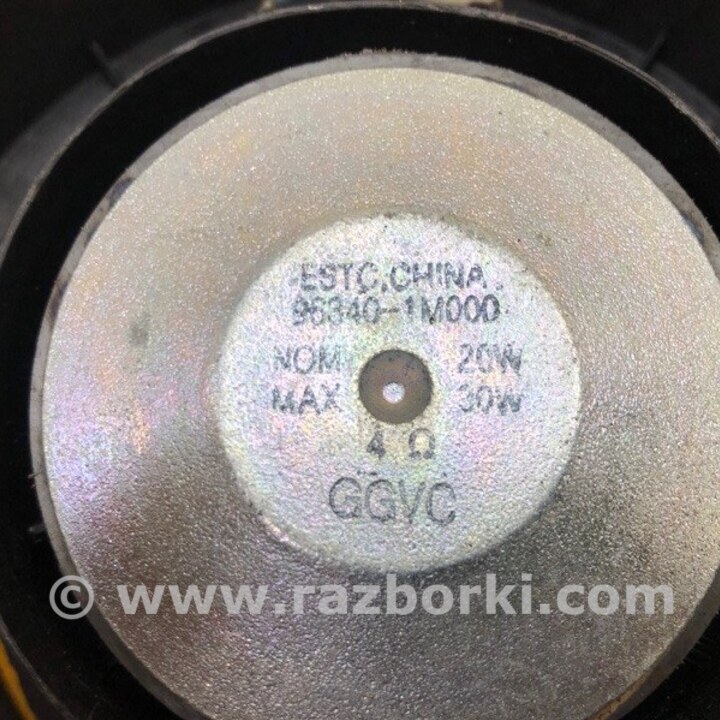 ESTC,CHINA
96340-1M000
NOM 20W
MAX 30W
4 Ω
GGVC
© www.razborki.com